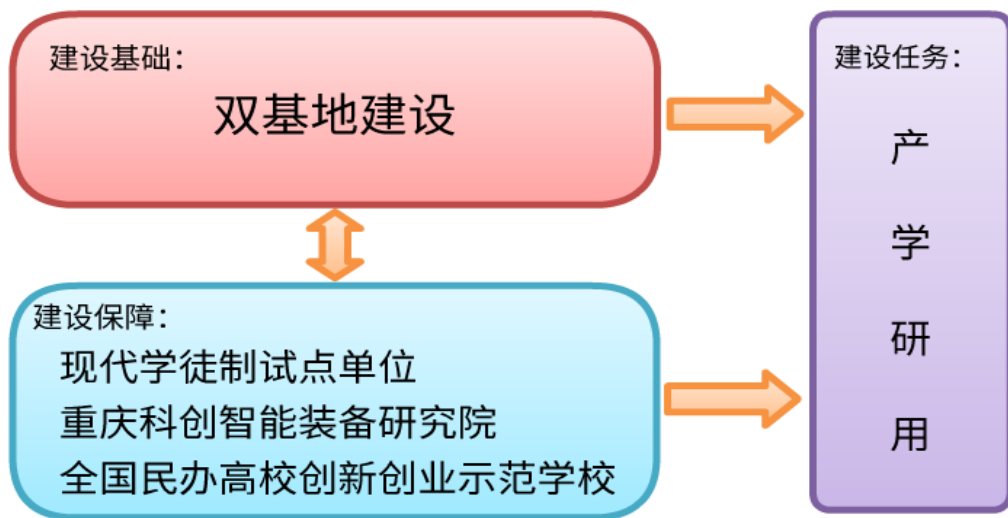 建设基础：
双基地建设
建设保障：
现代学徒制试点单位
重庆科创智能装备研究院
全国民办高校创新创业示范学校
建设任务：
产
学
研
用